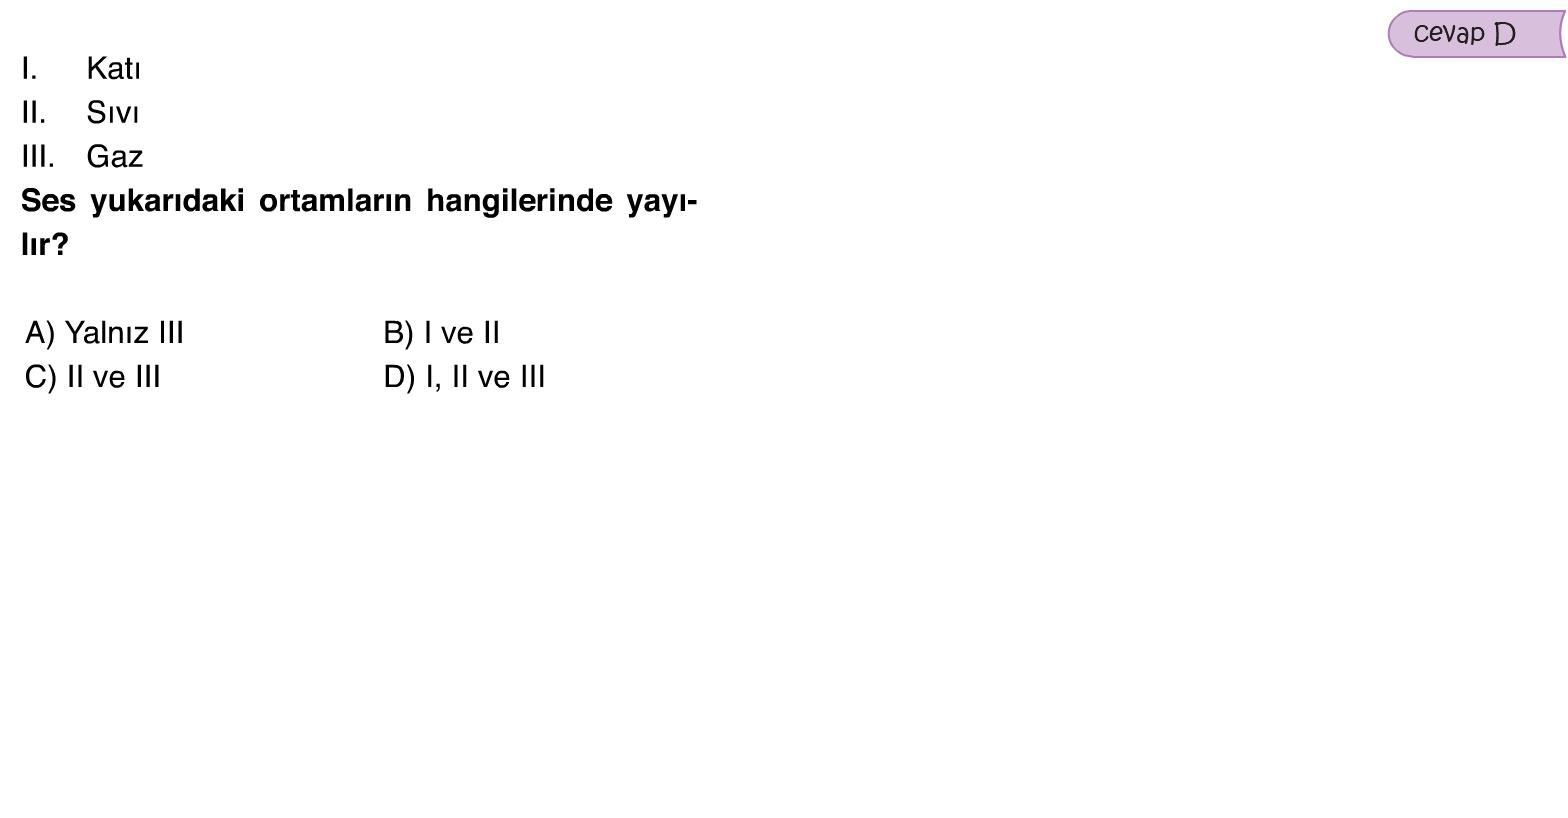 cevap D
I. Katı
II. Sıvı
III. Gaz
Ses yukarıdaki ortamların hangilerinde yayı-
lır?
A) Yalnız III B) I ve II
C) II ve III D) I, II ve III